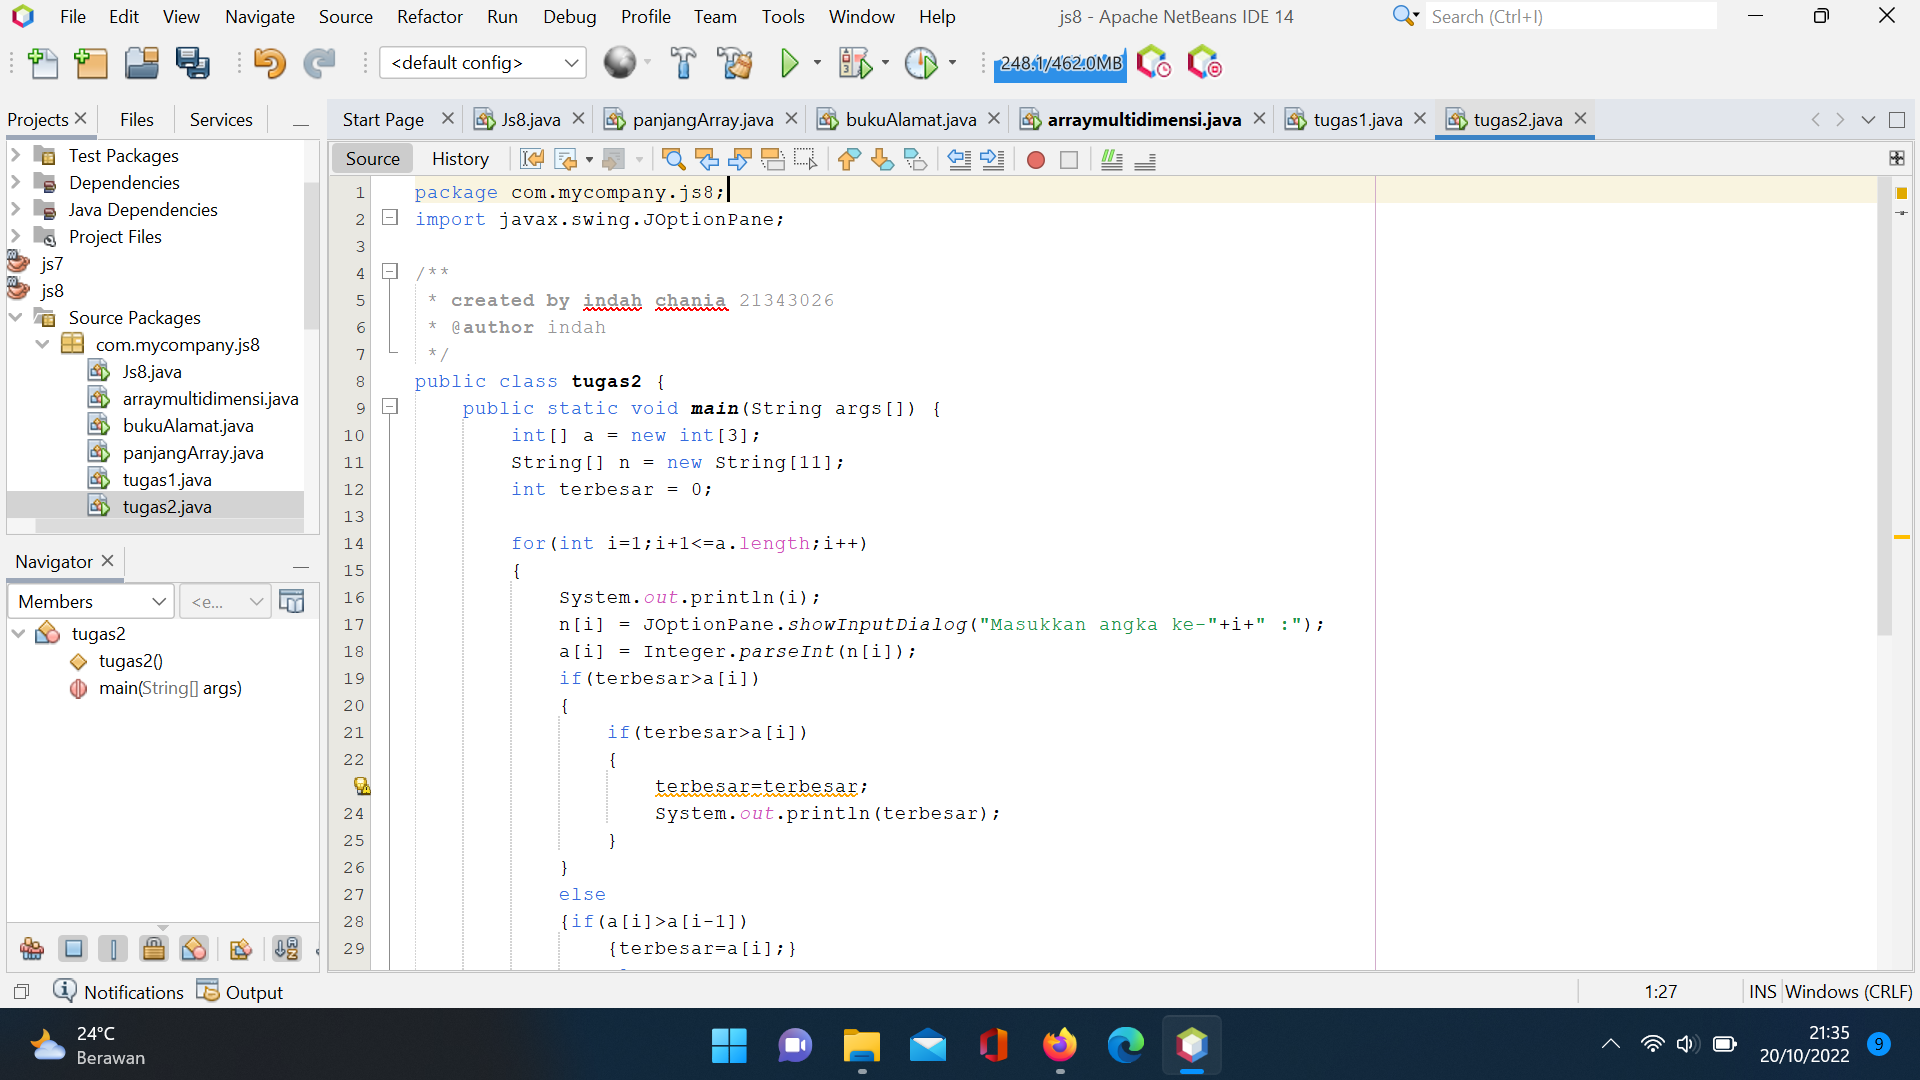 File Edit View Navigate Source Refactor Run Debug Profile Team Tools Window Help
js8 - Apache NetBeans IDE 14
Search (Ctrl+I)
<default config>
248.1/462.0MB
Projects Files Services
Start Page Js8.java panjangArray.java bukuAlamat.java arraymultidimensi.java tugas1.java tugas2.java
Source History
Test Packages
Dependencies
Java Dependencies
Project Files
js7
js8
Source Packages
com.mycompany.js8
Js8.java
arraymultidimensi.java
bukuAlamat.java
panjangArray.java
tugas1.java
tugas2.java
Navigator
Members <e...
tugas2
tugas2()
main(String[] args)
1 package com.mycompany.js8;
2 import javax.swing.JOptionPane;
3
4 /**
5 * created by indah chania 21343026
6 * @author indah
7 */
8 public class tugas2 {
9 public static void main(String args[]) {
10 int[] a = new int[3];
11 String[] n = new String[11];
12 int terbesar = 0;
13
14 for(int i=1;i+1<=a.length;i++)
15 {
16 System.out.println(i);
17 n[i] = JOptionPane.showInputDialog("Masukkan angka ke-"+i+" :");
18 a[i] = Integer.parseInt(n[i]);
19 if(terbesar>a[i])
20 {
21 if(terbesar>a[i])
22 {
terbesar=terbesar;
24 System.out.println(terbesar);
25 }
26 }
27 else
28 {if(a[i]>a[i-1])
29 {terbesar=a[i];}
Notifications Output
1:27 INS Windows (CRLF)
24°C
Berawan
21:35
20/10/2022
9